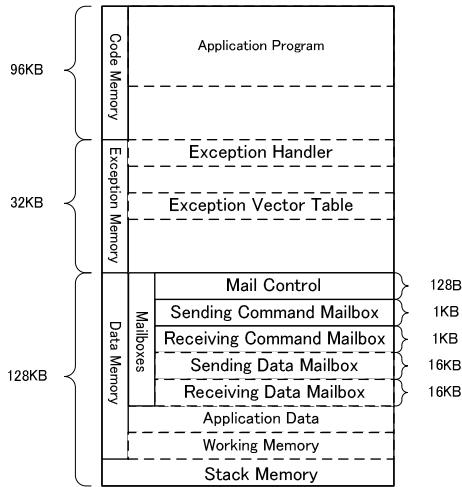 96KB
Code Memory
Application Program
32KB
Exception Memory
Exception Handler
Exception Vector Table
128KB
Data Memory
Mailboxes
Mail Control
128B
Sending Command Mailbox
1KB
Receiving Command Mailbox
1KB
Sending Data Mailbox
16KB
Receiving Data Mailbox
16KB
Application Data
Working Memory
Stack Memory